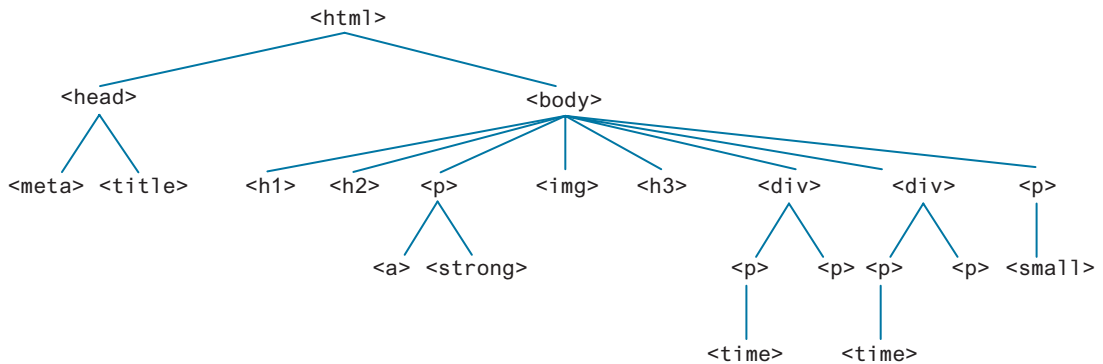 <html>
<head> <body>
<meta> <title> <h1> <h2> <p> <img> <h3> <div> <div> <p>
<a> <strong> <p> <p> <p> <p> <small>
<time> <time>